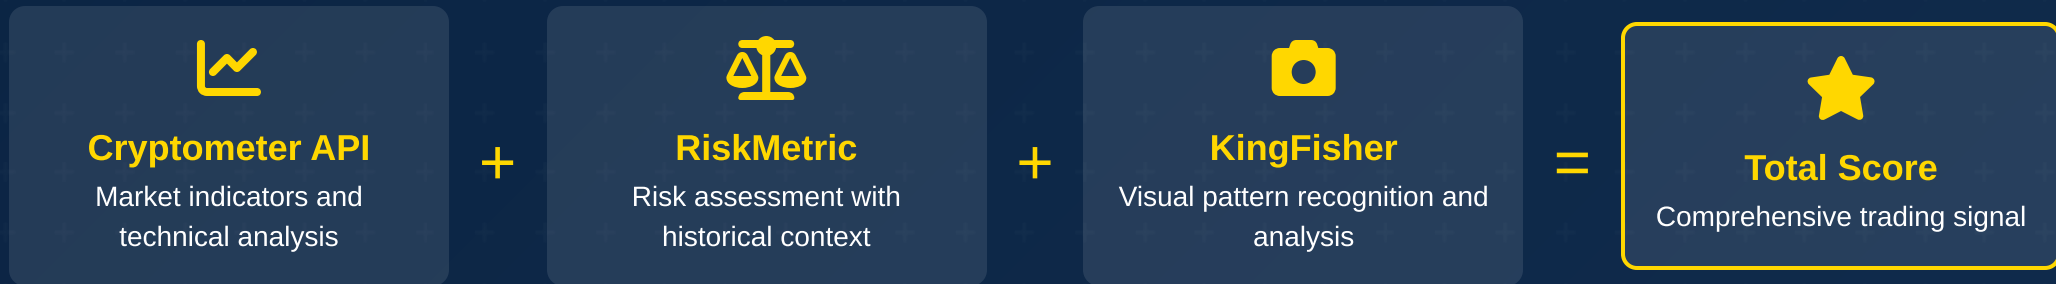 Cryptometer API
Market indicators and
technical analysis
+
RiskMetric
Risk assessment with
historical context
+
KingFisher
Visual pattern recognition and
analysis
=
Total Score
Comprehensive trading signal